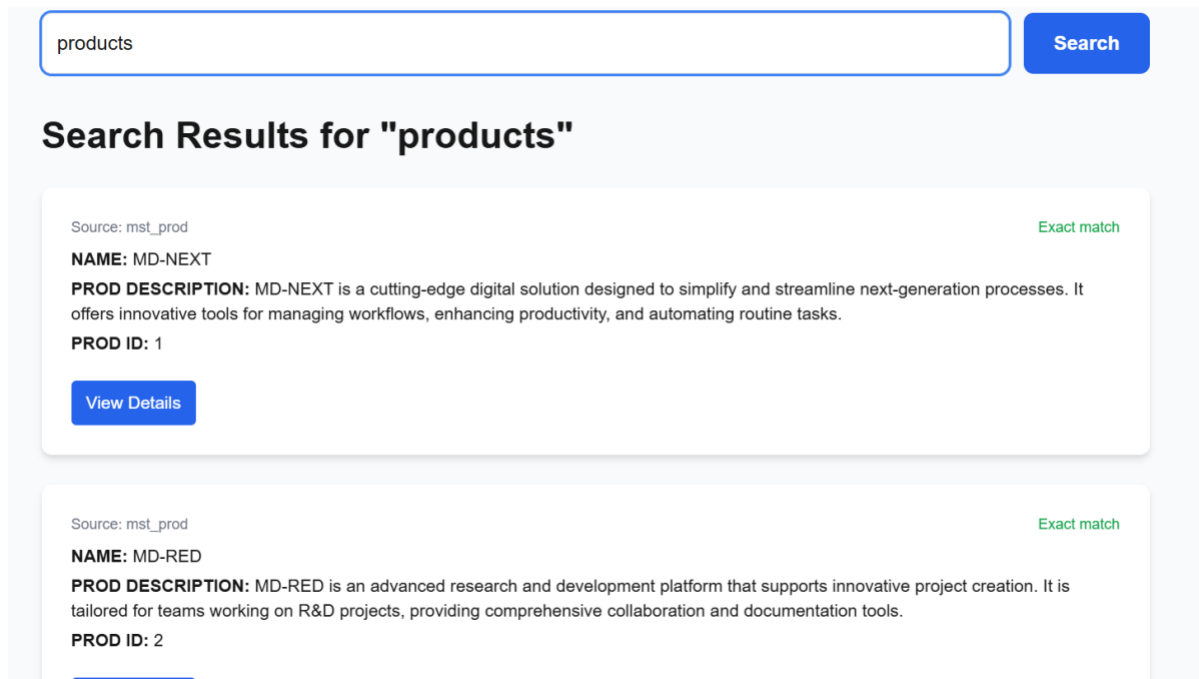 products
Search
Search Results for "products"
Source: mst_prod
Exact match
NAME: MD-NEXT
PROD DESCRIPTION: MD-NEXT is a cutting-edge digital solution designed to simplify and streamline next-generation processes. It
offers innovative tools for managing workflows, enhancing productivity, and automating routine tasks.
PROD ID: 1
View Details
Source: mst_prod
Exact match
NAME: MD-RED
PROD DESCRIPTION: MD-RED is an advanced research and development platform that supports innovative project creation. It is
tailored for teams working on R&D projects, providing comprehensive collaboration and documentation tools.
PROD ID: 2